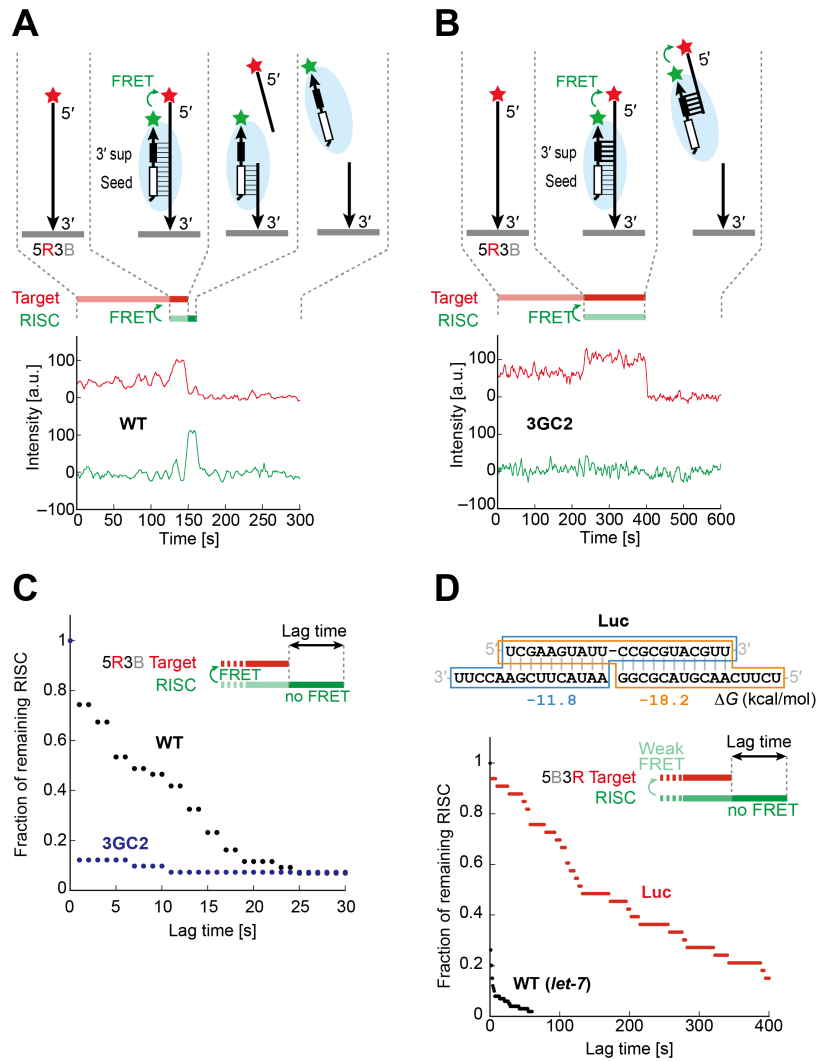 A
FRET
5′
5′
5′
3′ sup
Seed
3′
3′
3′
3′
5R3B
Target
RISC
FRET
100
0
100
0
−100
Intensity [a.u.]
WT
0 50 100 150 200 250 300
Time [s]
B
5′
FRET
5′
5′
3′ sup
Seed
3′
3′
3′
5R3B
Target
RISC
FRET
100
0
100
0
−100
Intensity [a.u.]
3GC2
0 100 200 300 400 500 600
Time [s]
C
Lag time
5R3B Target
FRET
RISC
no FRET
1
0.8
0.6
0.4
0.2
0
Fraction of remaining RISC
WT
3GC2
0 5 10 15 20 25 30
Lag time [s]
D
Luc
5′ UCGAAGUAUU–CCGCGUACGUU 3′
3′ UUCCAAGCUUCAUAA GGCGCAUGCAACUUCU 5′
-11.8 -18.2 ΔG (kcal/mol)
Weak
FRET
Lag time
5B3R Target
RISC
no FRET
1
0.8
0.6
0.4
0.2
0
Fraction of remaining RISC
Luc
WT (let-7)
0 100 200 300 400
Lag time [s]